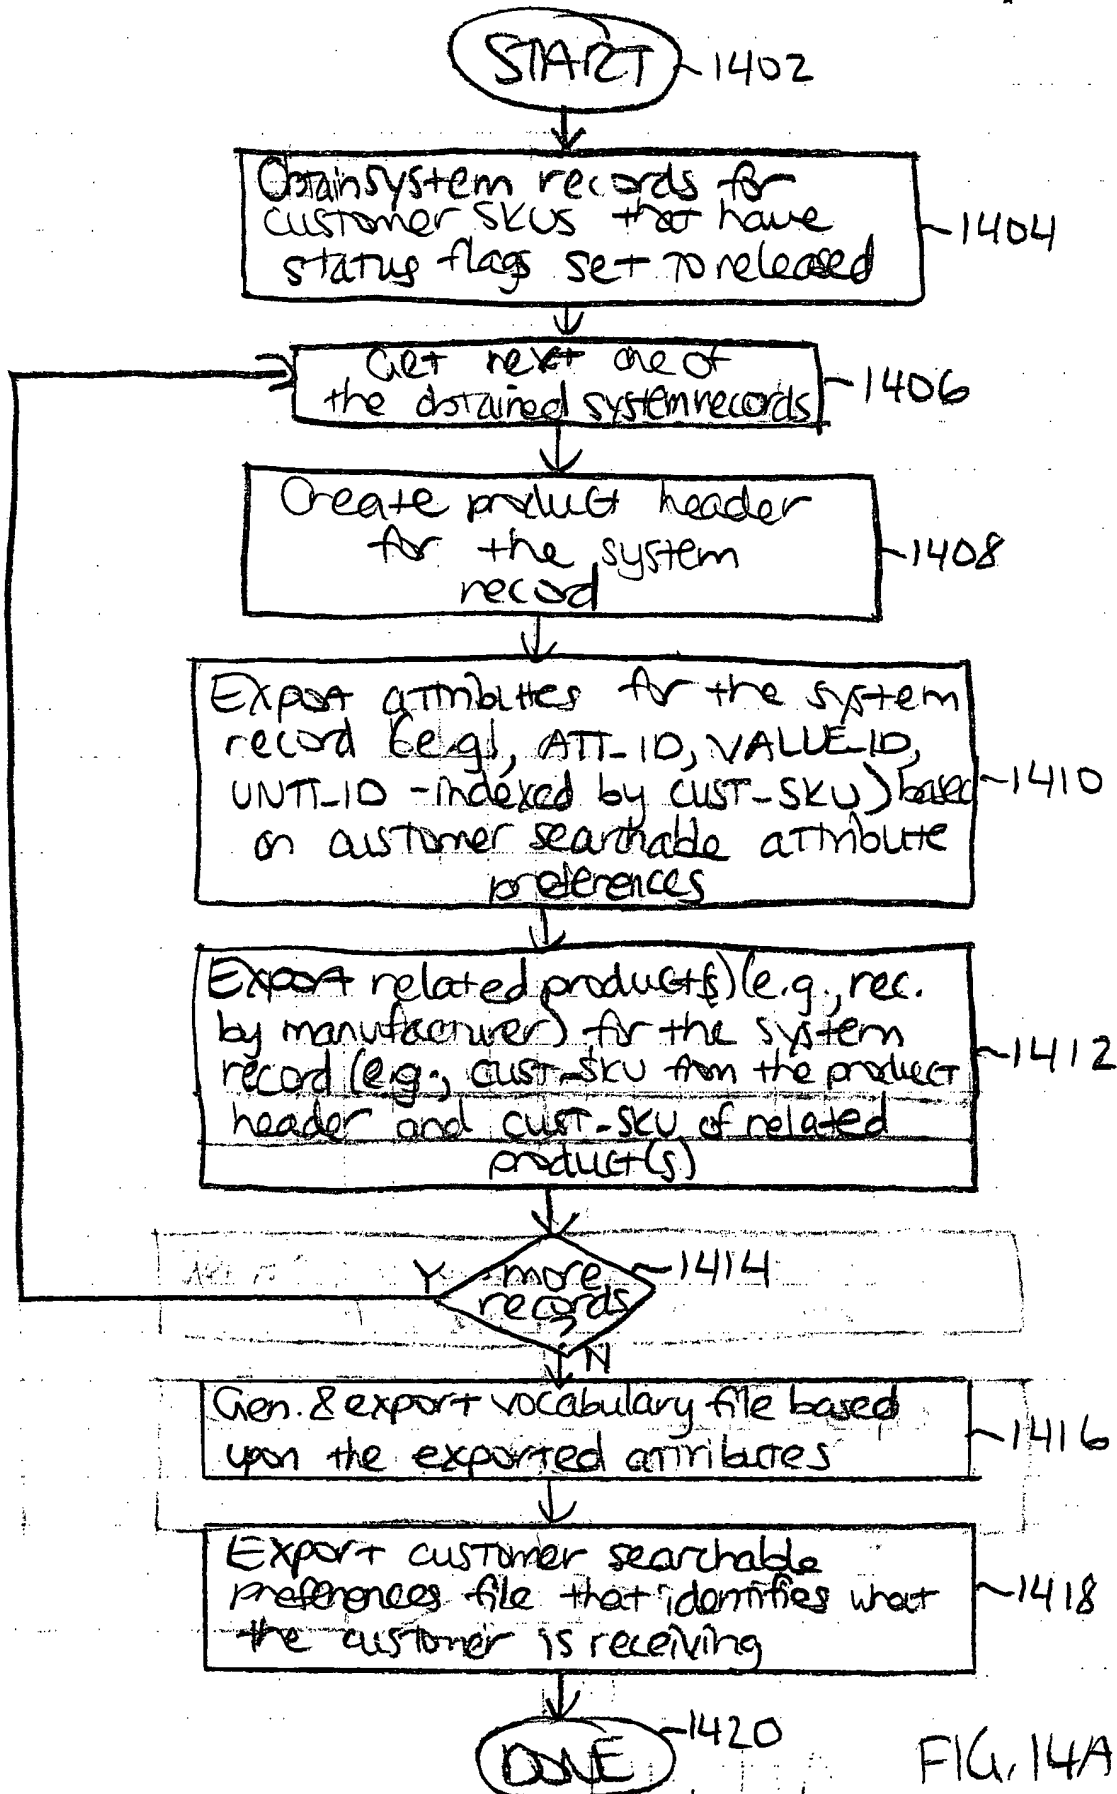 START 1402
Obtain system records for
customer SKUs that have
status flags set to released
1404
Get next one of
the obtained system records
1406
Create product header
for the system
record
1408
Export attributes for the system
record (e.g., ATT_ID, VALUE_ID,
UNIT_ID - indexed by CUST_SKU) based
on customer searchable attribute
preferences
1410
Export related product(s) (e.g., rec.
by manufacturer) for the system
record (e.g., CUST_SKU from the product
header and CUST_SKU of related
product(s)
1412
Y more 1414
records
?
N
Gen. & export vocabulary file based
upon the exported attributes
1416
Export customer searchable
preferences file that identifies what
the customer is receiving
1418
1420
DONE
FIG. 14A